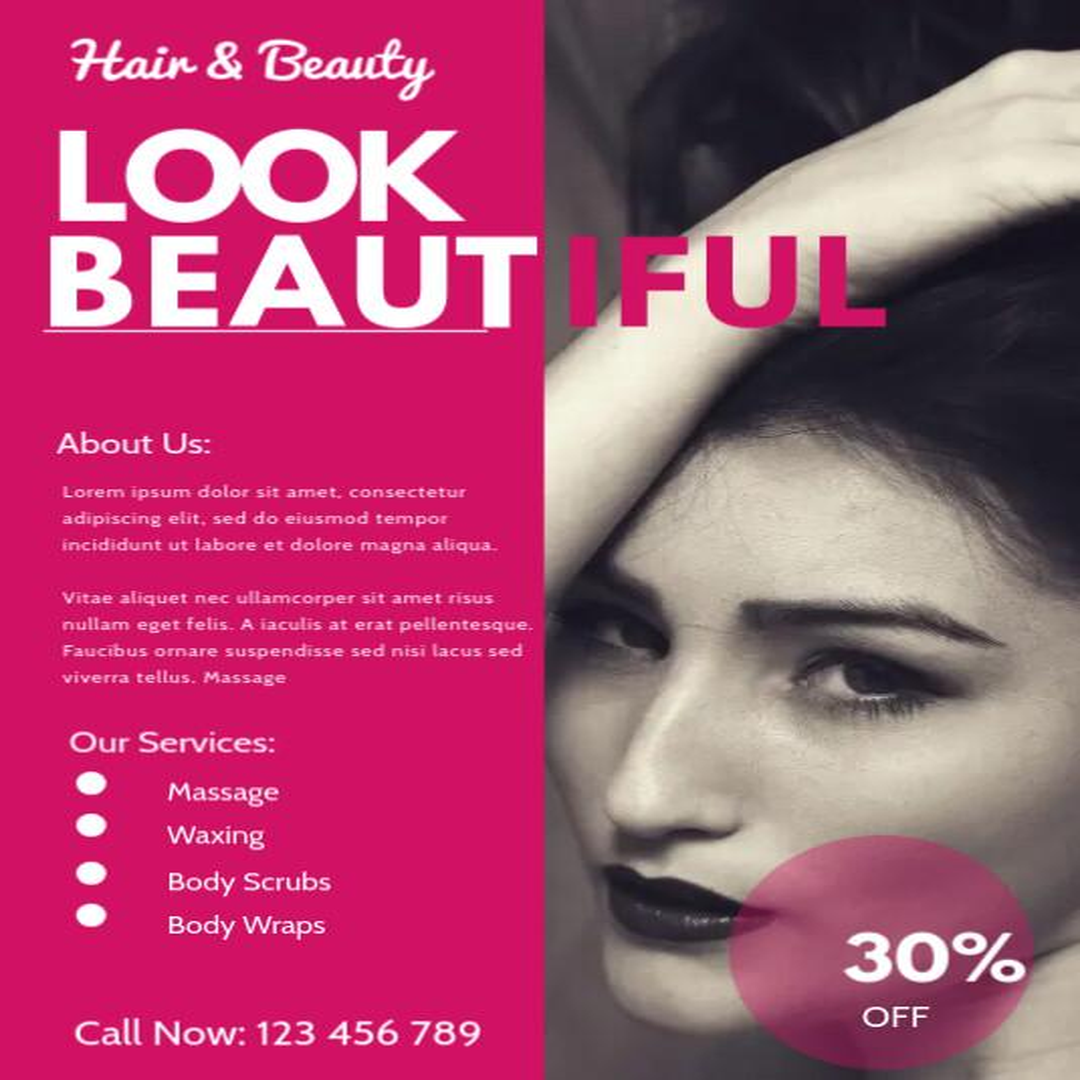 Hair & Beauty
LOOK
BEAUTIFUL
About Us:
Lorem ipsum dolor sit amet, consectetur
adipiscing elit, sed do eiusmod tempor
incididunt ut labore et dolore magna aliqua.
Vitae aliquet nec ullamcorper sit amet risus
nullam eget felis. A iaculis at erat pellentesque.
Faucibus ornare suspendisse sed nisi lacus sed
viverra tellus. Massage
Our Services:
Massage
Waxing
Body Scrubs
Body Wraps
Call Now: 123 456 789
30%
OFF